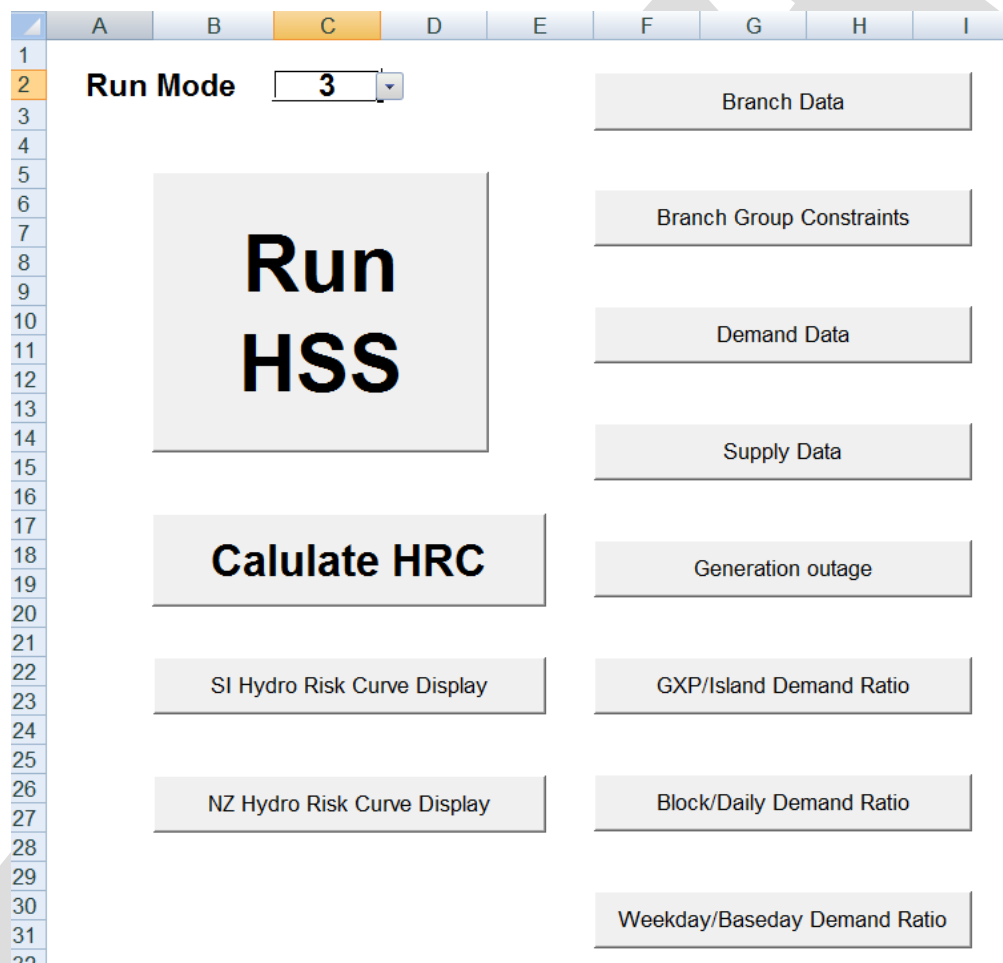 A B C D E F G H I
1
2 Run Mode 3
3 Branch Data
4
5
6
7 Branch Group Constraints
8 Run
9
10
11 Demand Data
12 HSS
13
14
15 Supply Data
16
17
18 Calulate HRC
19 Generation outage
20
21
22
23 SI Hydro Risk Curve Display GXP/Island Demand Ratio
24
25
26
27 NZ Hydro Risk Curve Display Block/Daily Demand Ratio
28
29
30
31 Weekday/Baseday Demand Ratio
32